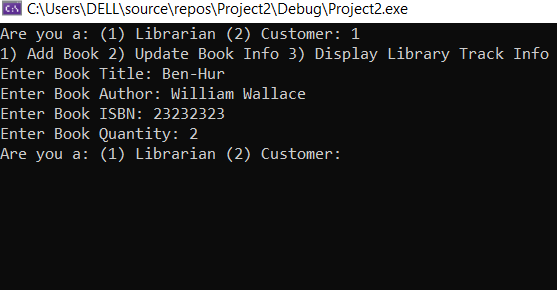 C:\Users\DELL\source\repos\Project2\Debug\Project2.exe
Are you a: (1) Librarian (2) Customer: 1
1) Add Book 2) Update Book Info 3) Display Library Track Info
Enter Book Title: Ben-Hur
Enter Book Author: William Wallace
Enter Book ISBN: 23232323
Enter Book Quantity: 2
Are you a: (1) Librarian (2) Customer: